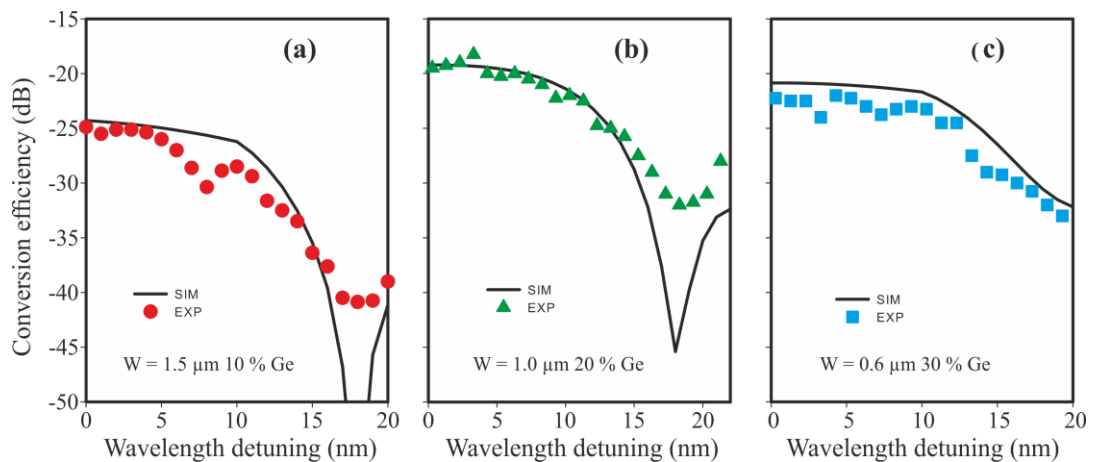 Conversion efficiency (dB)
-15
-20
-25
-30
-35
-40
-45
-50
(a)
SIM
EXP
W = 1.5 µm 10 % Ge
0 5 10 15 20
Wavelength detuning (nm)
(b)
SIM
EXP
W = 1.0 µm 20 % Ge
0 5 10 15 20
Wavelength detuning (nm)
(c)
SIM
EXP
W = 0.6 µm 30 % Ge
5 10 15 20
Wavelength detuning (nm)